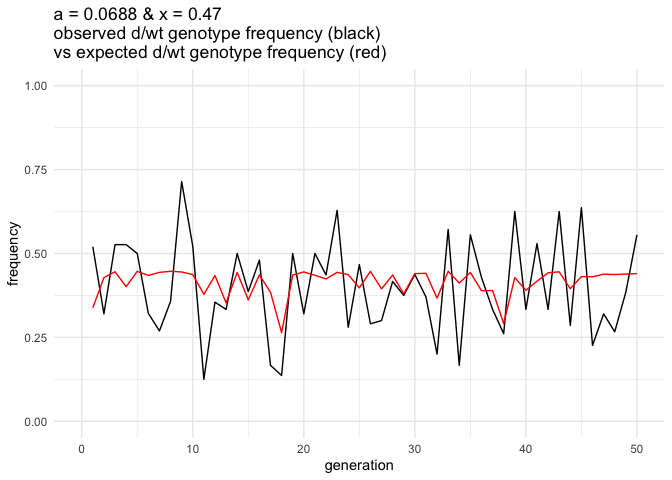 a = 0.0688 & x = 0.47
observed d/wt genotype frequency (black)
vs expected d/wt genotype frequency (red)
1.00
0.75
0.50
0.25
0.00
frequency
0
10
20
30
40
50
generation